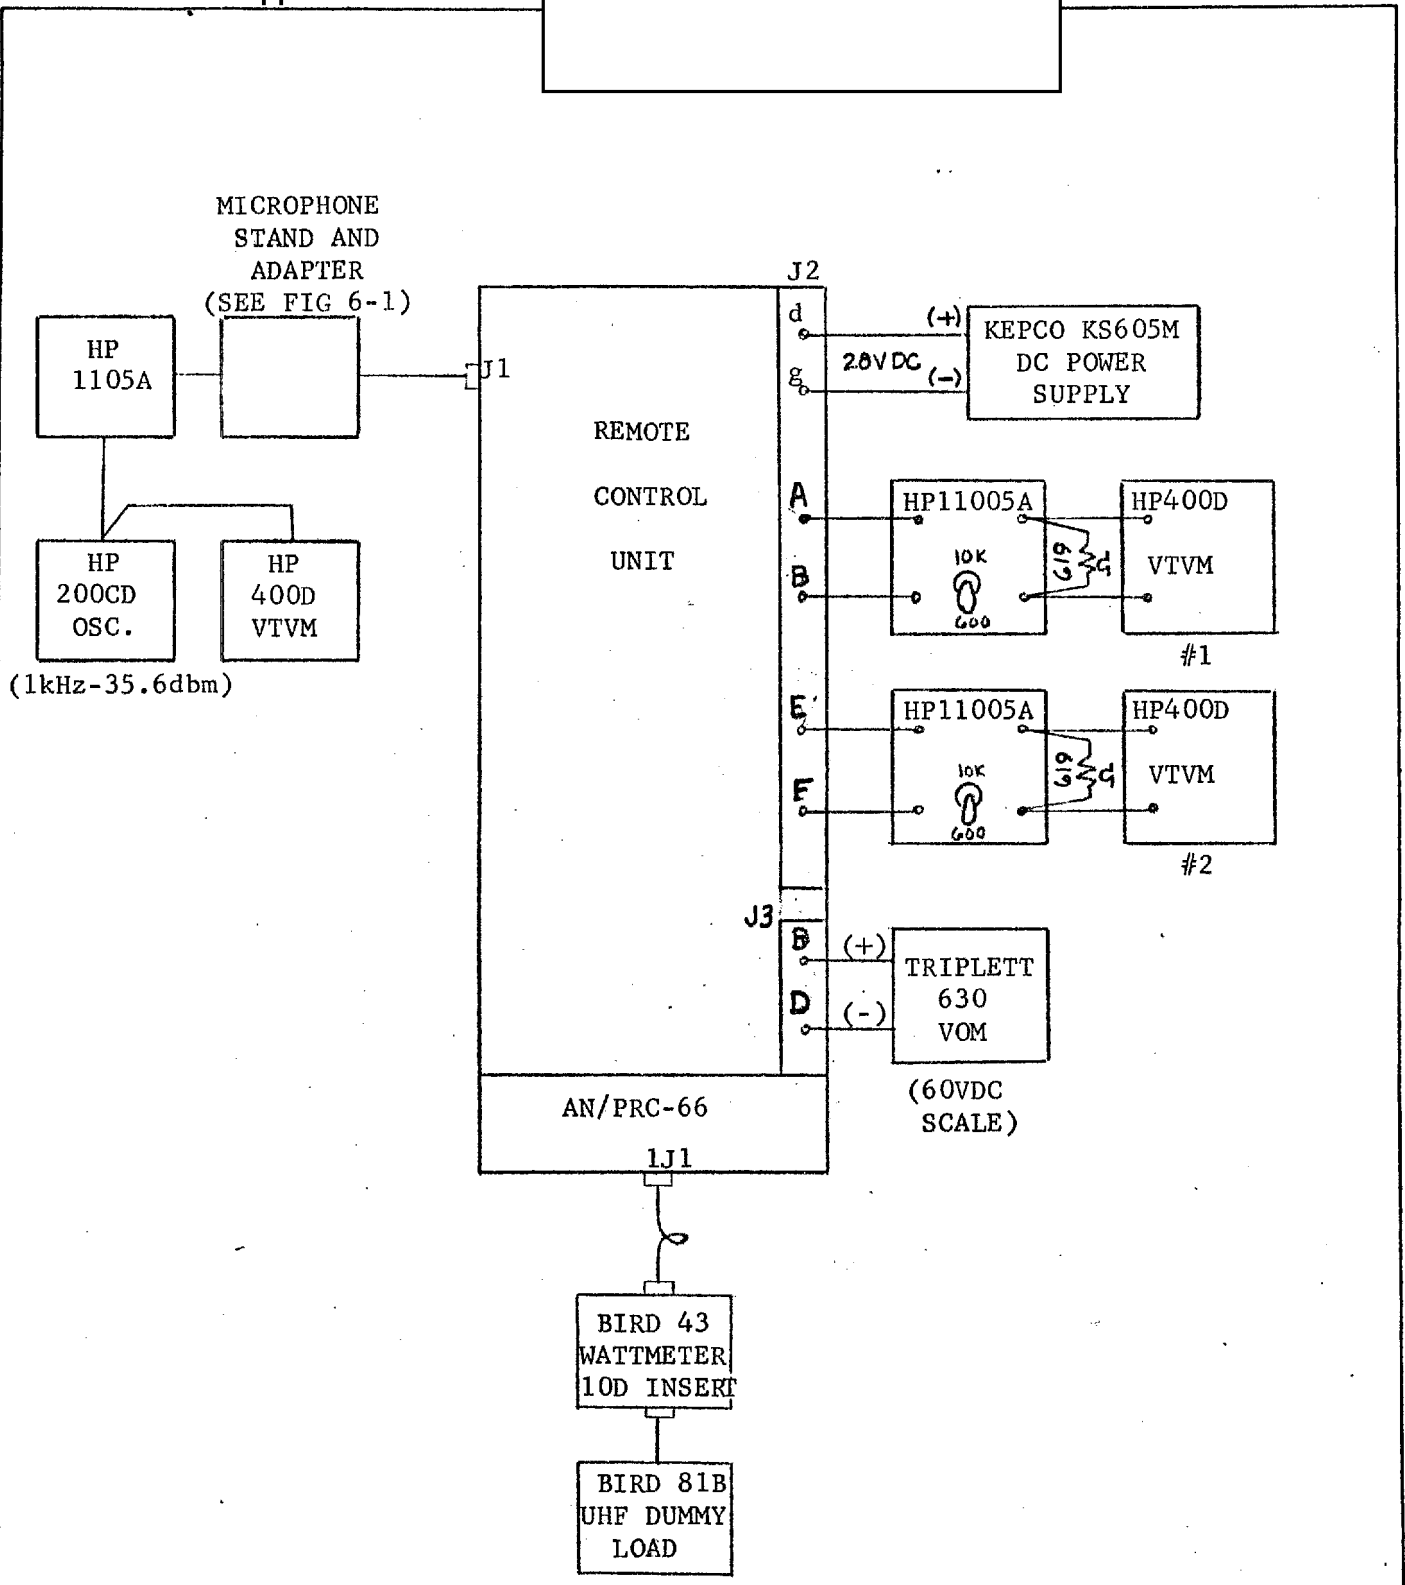 MICROPHONE
STAND AND
ADAPTER
(SEE FIG 6-1)
HP
1105A
HP
200CD
OSC.
(1kHz-35.6dbm)
HP
400D
VTVM
J1
REMOTE
CONTROL
UNIT
J2
d
g
28VDC
(+)
(-)
KEPCO KS605M
DC POWER
SUPPLY
A
B
HP11005A
10K
600
619
HP400D
VTVM
#1
E
F
HP11005A
10K
600
619
HP400D
VTVM
#2
J3
B
D
(+)
(-)
TRIPLETT
630
VOM
(60VDC
SCALE)
AN/PRC-66
1J1
BIRD 43
WATTMETER
10D INSERT
BIRD 81B
UHF DUMMY
LOAD